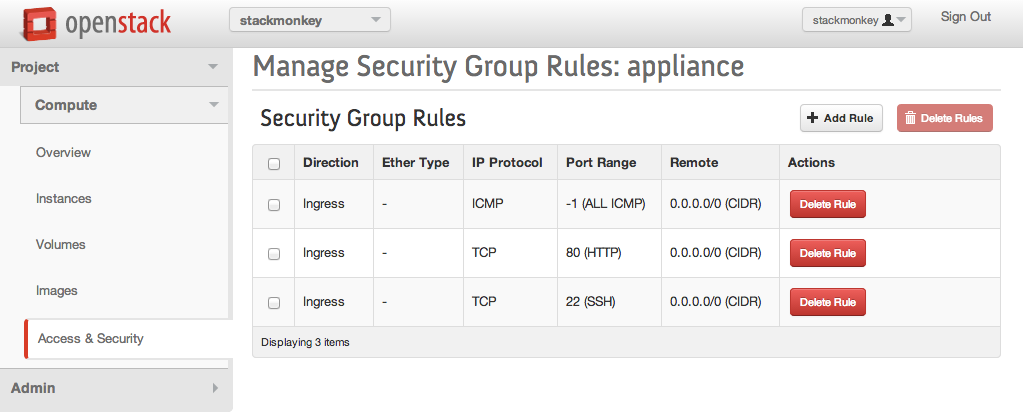 openstack
stackmonkey
stackmonkey
Sign Out
Project
Compute
Overview
Instances
Volumes
Images
Access & Security
Admin
Manage Security Group Rules: appliance
Security Group Rules
+ Add Rule
Delete Rules
Direction Ether Type IP Protocol Port Range Remote Actions
Ingress - ICMP -1 (ALL ICMP) 0.0.0.0/0 (CIDR) Delete Rule
Ingress - TCP 80 (HTTP) 0.0.0.0/0 (CIDR) Delete Rule
Ingress - TCP 22 (SSH) 0.0.0.0/0 (CIDR) Delete Rule
Displaying 3 items